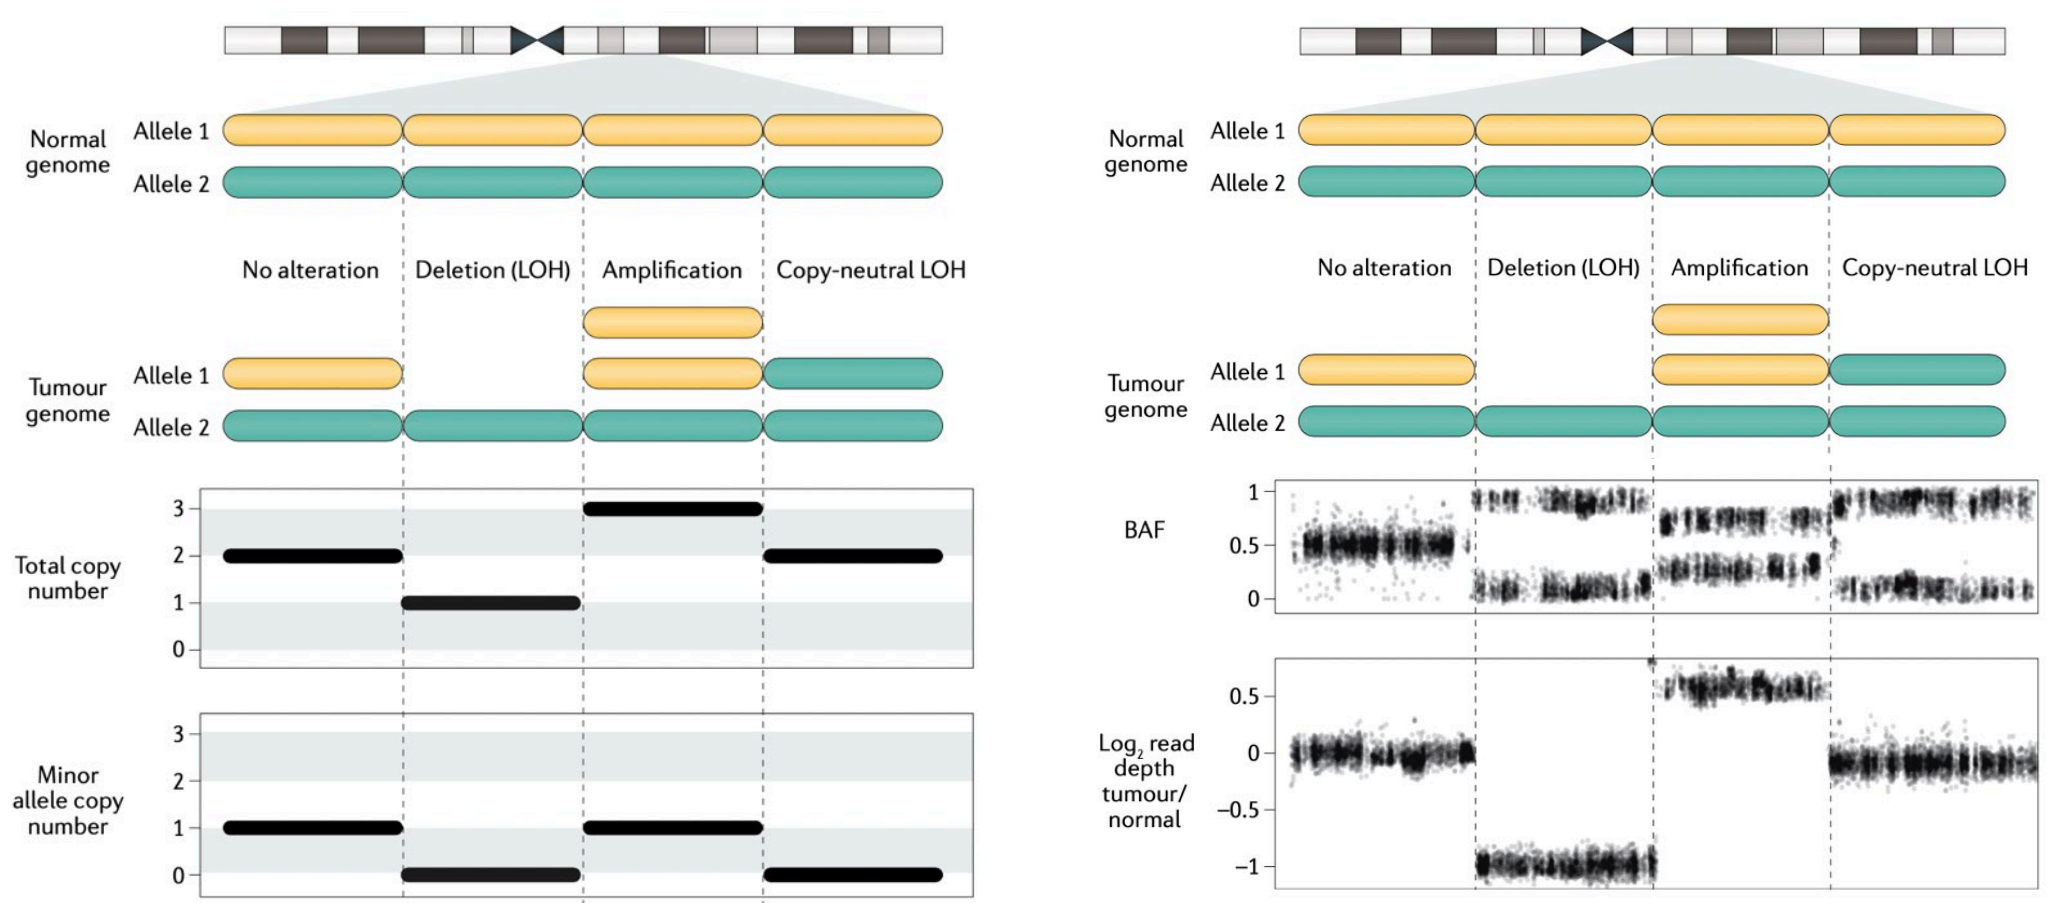 Normal
genome
Allele 1
Allele 2
No alteration
Deletion (LOH)
Amplification
Copy-neutral LOH
Tumour
genome
Allele 1
Allele 2
Total copy
number
3
2
1
0
Minor
allele copy
number
3
2
1
0
Normal
genome
Allele 1
Allele 2
No alteration
Deletion (LOH)
Amplification
Copy-neutral LOH
Tumour
genome
Allele 1
Allele 2
BAF
1
0.5
0
Log₂ read
depth
tumour/
normal
0.5
0
−0.5
−1